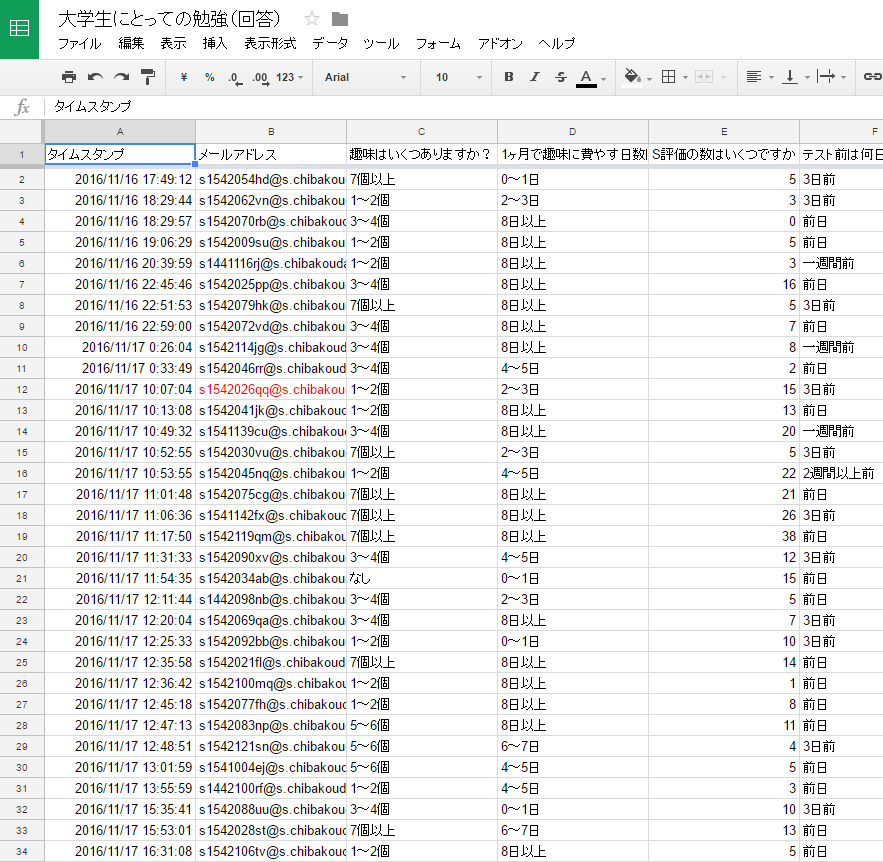 大学生にとっての勉強（回答）
ファイル 編集 表示 挿入 表示形式 データ ツール フォーム アドオン ヘルプ
¥ % .0 .00 123 Arial 10 B I S A
fx タイムスタンプ
A B C D E F
1 タイムスタンプ メールアドレス 趣味はいくつありますか？ 1ヶ月で趣味に費やす日数 S評価の数はいくつですか テスト前は何日
2 2016/11/16 17:49:12 s1542054hd@s.chibakou 7個以上 0～1日 5 3日前
3 2016/11/16 18:29:44 s1542062vn@s.chibakou 1～2個 2～3日 3 3日前
4 2016/11/16 18:29:57 s1542070rb@s.chibakou 3～4個 8日以上 0 前日
5 2016/11/16 19:06:29 s1542009su@s.chibakou 1～2個 8日以上 5 前日
6 2016/11/16 20:39:59 s1441116rj@s.chibakouda 1～2個 8日以上 3 一週間前
7 2016/11/16 22:45:46 s1542025pp@s.chibakou 3～4個 8日以上 16 前日
8 2016/11/16 22:51:53 s1542079hk@s.chibakou 7個以上 8日以上 5 3日前
9 2016/11/16 22:59:00 s1542072vd@s.chibakou 3～4個 8日以上 7 前日
10 2016/11/17 0:26:04 s1542114jg@s.chibakoud 3～4個 8日以上 8 一週間前
11 2016/11/17 0:33:49 s1542046rr@s.chibakoud 3～4個 4～5日 2 前日
12 2016/11/17 10:07:04 s1542026qq@s.chibakou 1～2個 2～3日 15 3日前
13 2016/11/17 10:13:08 s1542041jk@s.chibakoud 1～2個 8日以上 13 前日
14 2016/11/17 10:49:32 s1541139cu@s.chibakou 3～4個 8日以上 20 一週間前
15 2016/11/17 10:52:55 s1542030vu@s.chibakou 7個以上 2～3日 5 3日前
16 2016/11/17 10:53:55 s1542045nq@s.chibakou 1～2個 4～5日 22 2週間以上前
17 2016/11/17 11:01:48 s1542075cg@s.chibakou 7個以上 8日以上 21 前日
18 2016/11/17 11:06:36 s1541142fx@s.chibakoud 7個以上 8日以上 26 3日前
19 2016/11/17 11:17:50 s1542119qm@s.chibakou 7個以上 8日以上 38 前日
20 2016/11/17 11:31:33 s1542090xv@s.chibakou 3～4個 4～5日 12 3日前
21 2016/11/17 11:54:35 s1542034ab@s.chibakou なし 0～1日 15 前日
22 2016/11/17 12:11:44 s1442098nb@s.chibakou 3～4個 2～3日 5 前日
23 2016/11/17 12:20:04 s1542069qa@s.chibakou 3～4個 8日以上 7 3日前
24 2016/11/17 12:25:33 s1542092bb@s.chibakou 1～2個 0～1日 10 3日前
25 2016/11/17 12:35:58 s1542021fl@s.chibakoud 7個以上 8日以上 14 前日
26 2016/11/17 12:36:42 s1542100mq@s.chibakou 1～2個 8日以上 1 前日
27 2016/11/17 12:45:18 s1542077fh@s.chibakoud 1～2個 8日以上 8 前日
28 2016/11/17 12:47:13 s1542083np@s.chibakou 5～6個 8日以上 11 前日
29 2016/11/17 12:48:51 s1542121sn@s.chibakou 5～6個 6～7日 4 3日前
30 2016/11/17 13:01:59 s1541004ej@s.chibakoud 5～6個 4～5日 5 前日
31 2016/11/17 13:55:59 s1442100rf@s.chibakoud 1～2個 4～5日 3 前日
32 2016/11/17 15:35:41 s1542088uu@s.chibakou 3～4個 0～1日 10 3日前
33 2016/11/17 15:53:01 s1542028st@s.chibakou 7個以上 6～7日 13 前日
34 2016/11/17 16:31:08 s1542106tv@s.chibakoud 1～2個 8日以上 5 前日